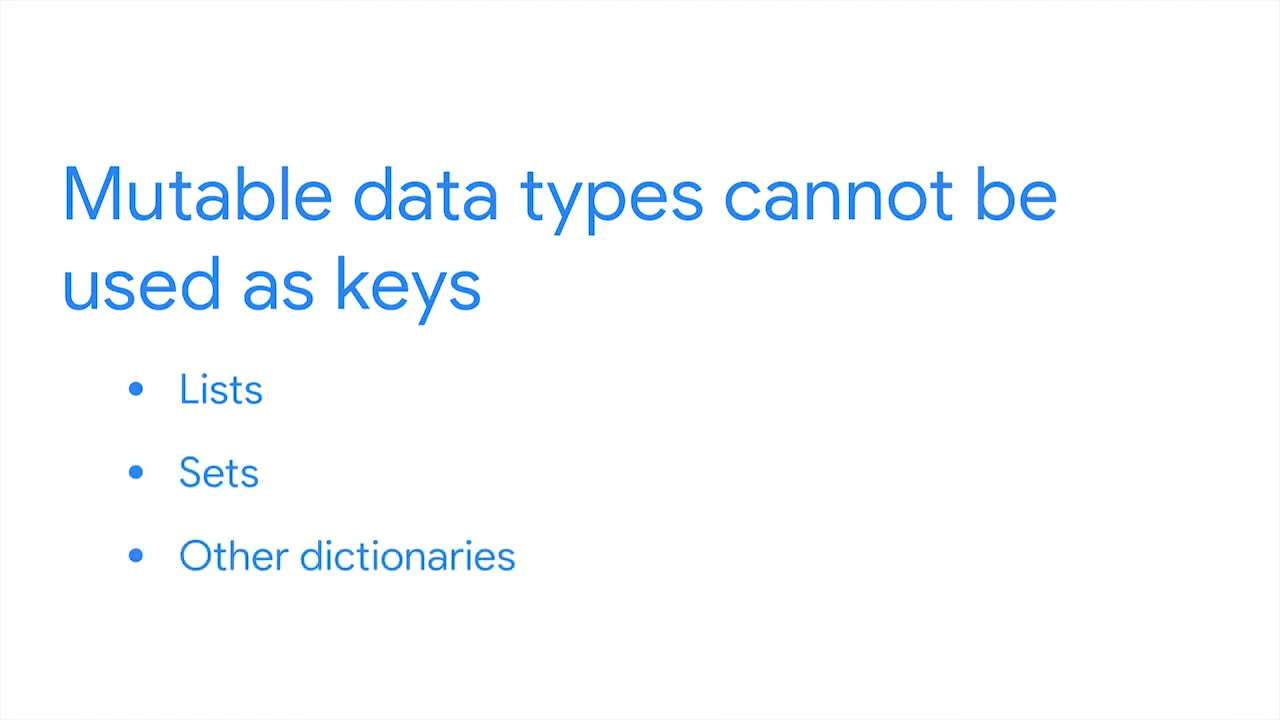 Mutable data types cannot be
used as keys
• Lists
• Sets
• Other dictionaries